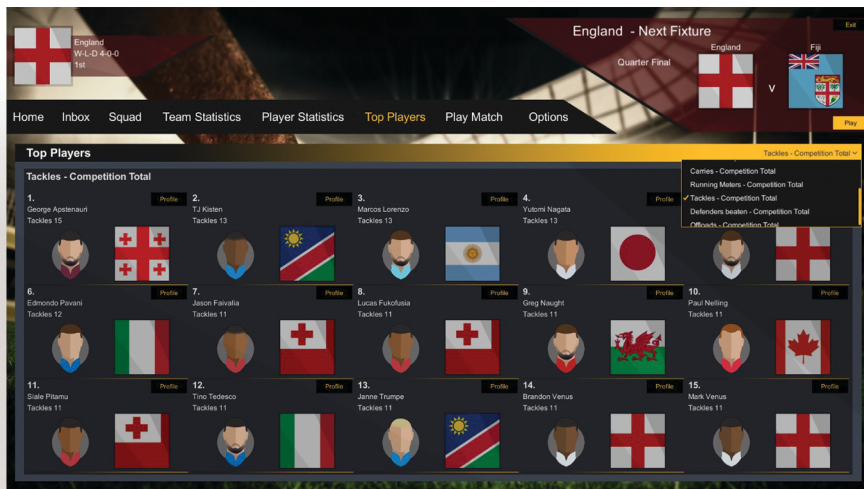 England
W-L-D 4-0-0
1st
England - Next Fixture
Exit
Quarter Final
England
V
Fiji
Play
Home Inbox Squad Team Statistics Player Statistics Top Players Play Match Options
Top Players
Tackles - Competition Total
Carries - Competition Total
Running Meters - Competition Total
Tackles - Competition Total
Defenders beaten - Competition Total
Offloads - Competition Total
Tackles - Competition Total
1. Profile
George Apstenauri
Tackles 15
2. Profile
TJ Kisten
Tackles 13
3. Profile
Marcos Lorenzo
Tackles 13
4.
Yutomi Nagata
Tackles 13
6. Profile
Edmondo Pavani
Tackles 12
7. Profile
Jason Faivalia
Tackles 11
8. Profile
Lucas Fukofusia
Tackles 11
9. Profile
Greg Naught
Tackles 11
10. Profile
Paul Nelling
Tackles 11
11. Profile
Siale Pitamu
Tackles 11
12. Profile
Tino Tedesco
Tackles 11
13. Profile
Janne Trumpe
Tackles 11
14. Profile
Brandon Venus
Tackles 11
15. Profile
Mark Venus
Tackles 11